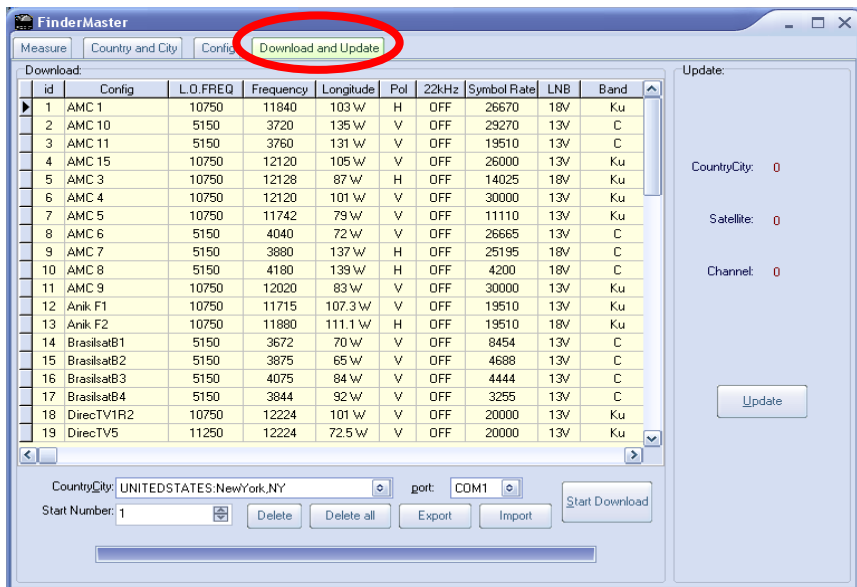 FinderMaster
Measure Country and City Config Download and Update
Download: Update:
id Config L.O.FREQ Frequency Longitude Pol 22kHz Symbol Rate LNB Band
1 AMC 1 10750 11840 103 W H OFF 26670 18V Ku
2 AMC 10 5150 3720 135 W V OFF 29270 13V C
3 AMC 11 5150 3760 131 W V OFF 19510 13V C
4 AMC 15 10750 12120 105 W V OFF 26000 13V Ku
5 AMC 3 10750 12128 87 W H OFF 14025 18V Ku
6 AMC 4 10750 12120 101 W V OFF 30000 13V Ku
7 AMC 5 10750 11742 79 W V OFF 11110 13V Ku
8 AMC 6 5150 4040 72 W V OFF 26665 13V C
9 AMC 7 5150 3880 137 W H OFF 25195 18V C
10 AMC 8 5150 4180 139 W H OFF 4200 18V C
11 AMC 9 10750 12020 83 W V OFF 30000 13V Ku
12 Anik F1 10750 11715 107.3 W V OFF 19510 13V Ku
13 Anik F2 10750 11880 111.1 W H OFF 19510 18V Ku
14 BrasilsatB1 5150 3672 70 W V OFF 8454 13V C
15 BrasilsatB2 5150 3875 65 W V OFF 4688 13V C
16 BrasilsatB3 5150 4075 84 W V OFF 4444 13V C
17 BrasilsatB4 5150 3844 92 W V OFF 3255 13V C
18 DirecTV1R2 10750 12224 101 W V OFF 20000 13V Ku
19 DirecTV5 11250 12224 72.5 W V OFF 20000 13V Ku
CountryCity: 0
Satellite: 0
Channel: 0
Update
CountryCity: UNITEDSTATES:NewYork,NY port: COM1
Start Number: 1 Delete Delete all Export Import Start Download